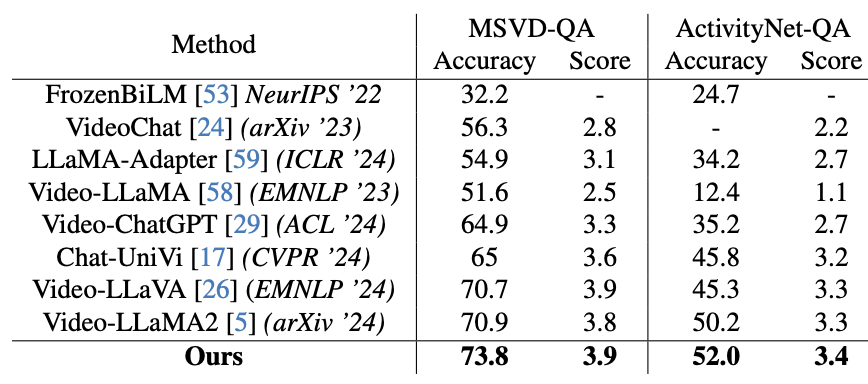 Method MSVD-QA ActivityNet-QA
Accuracy Score Accuracy Score
FrozenBiLM [53] NeurIPS ’22 32.2 - 24.7 -
VideoChat [24] (arXiv ’23) 56.3 2.8 - 2.2
LLaMA-Adapter [59] (ICLR ’24) 54.9 3.1 34.2 2.7
Video-LLaMA [58] (EMNLP ’23) 51.6 2.5 12.4 1.1
Video-ChatGPT [29] (ACL ’24) 64.9 3.3 35.2 2.7
Chat-UniVi [17] (CVPR ’24) 65 3.6 45.8 3.2
Video-LLaVA [26] (EMNLP ’24) 70.7 3.9 45.3 3.3
Video-LLaMA2 [5] (arXiv ’24) 70.9 3.8 50.2 3.3
Ours 73.8 3.9 52.0 3.4